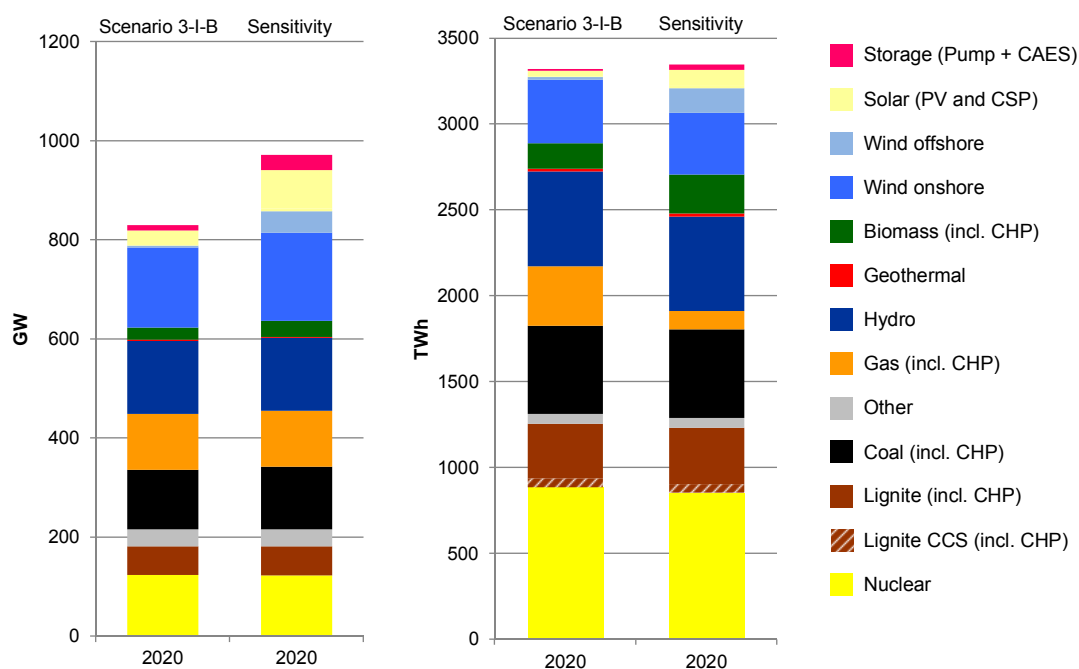 Scenario 3-I-B Sensitivity
1200
1000
800
600
400
200
0
GW
2020 2020
Scenario 3-I-B Sensitivity
3500
3000
2500
2000
1500
1000
500
0
TWh
2020 2020
Storage (Pump + CAES)
Solar (PV and CSP)
Wind offshore
Wind onshore
Biomass (incl. CHP)
Geothermal
Hydro
Gas (incl. CHP)
Other
Coal (incl. CHP)
Lignite (incl. CHP)
Lignite CCS (incl. CHP)
Nuclear